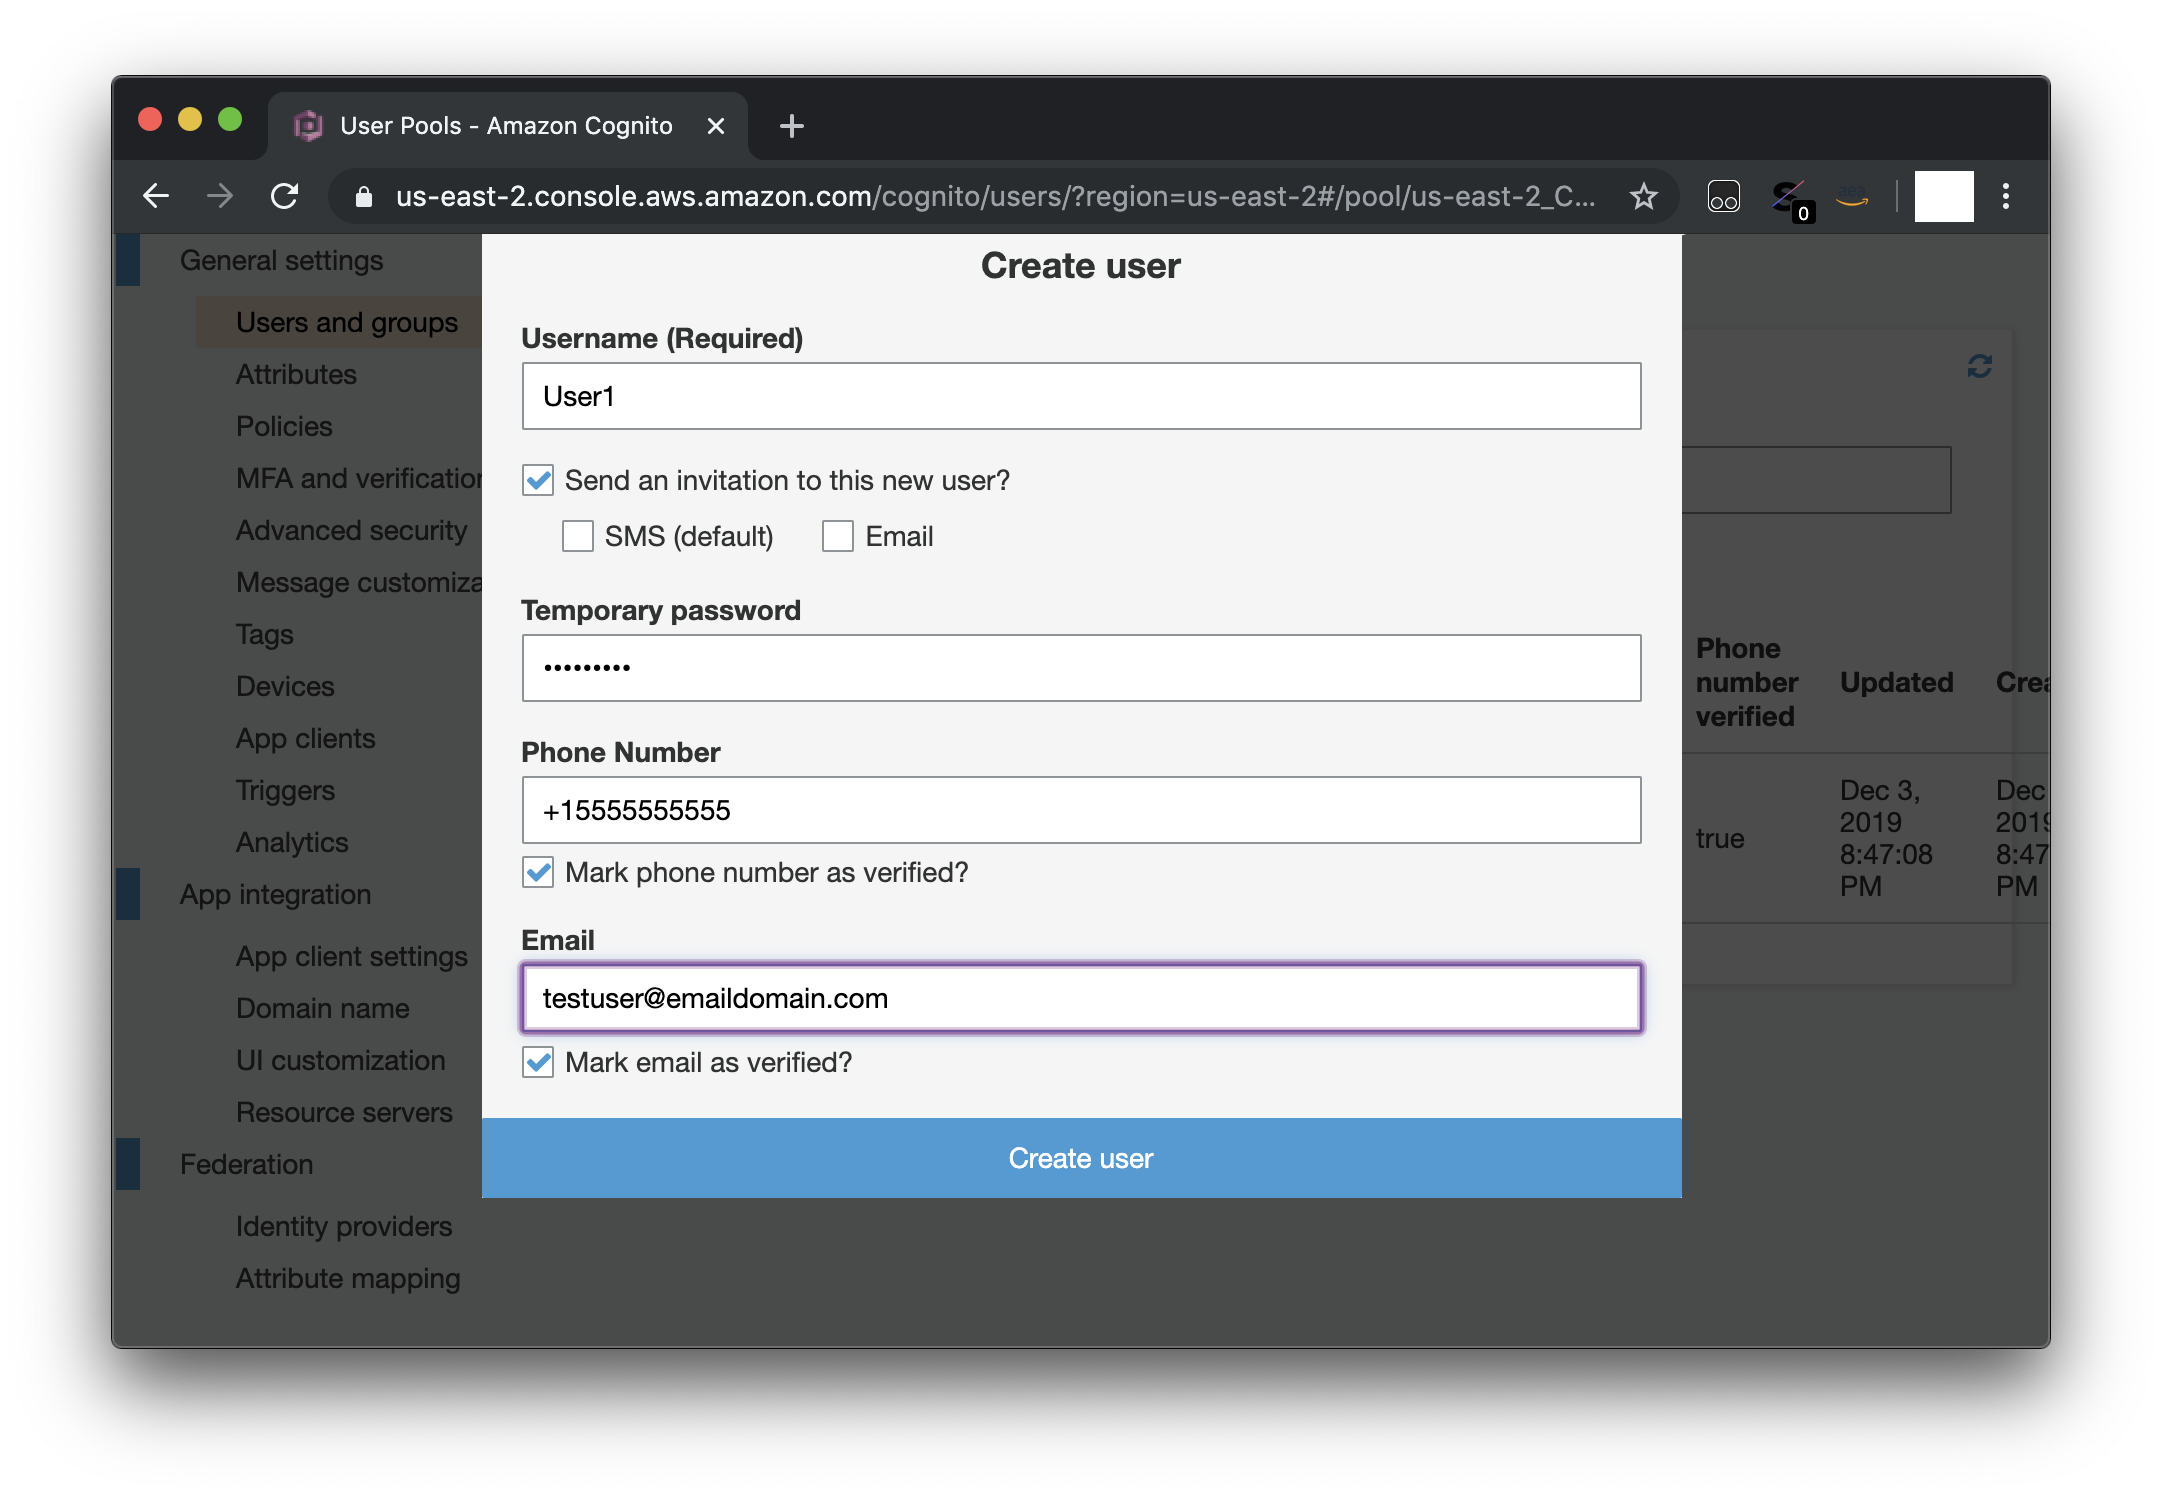 User Pools - Amazon Cognito
us-east-2.console.aws.amazon.com/cognito/users/?region=us-east-2#/pool/us-east-2_C...
0
aea
General settings
Users and groups
Attributes
Policies
MFA and verification
Advanced security
Message customiza
Tags
Devices
App clients
Triggers
Analytics
App integration
App client settings
Domain name
UI customization
Resource servers
Federation
Identity providers
Attribute mapping
Create user
Username (Required)
User1
Send an invitation to this new user?
SMS (default) Email
Temporary password
•••••••••
Phone Number
+15555555555
Mark phone number as verified?
Email
testuser@emaildomain.com
Mark email as verified?
Create user
Phone
number
verified
Updated
Crea
true
Dec 3,
2019
8:47:08
PM
Dec
2019
8:47
PM